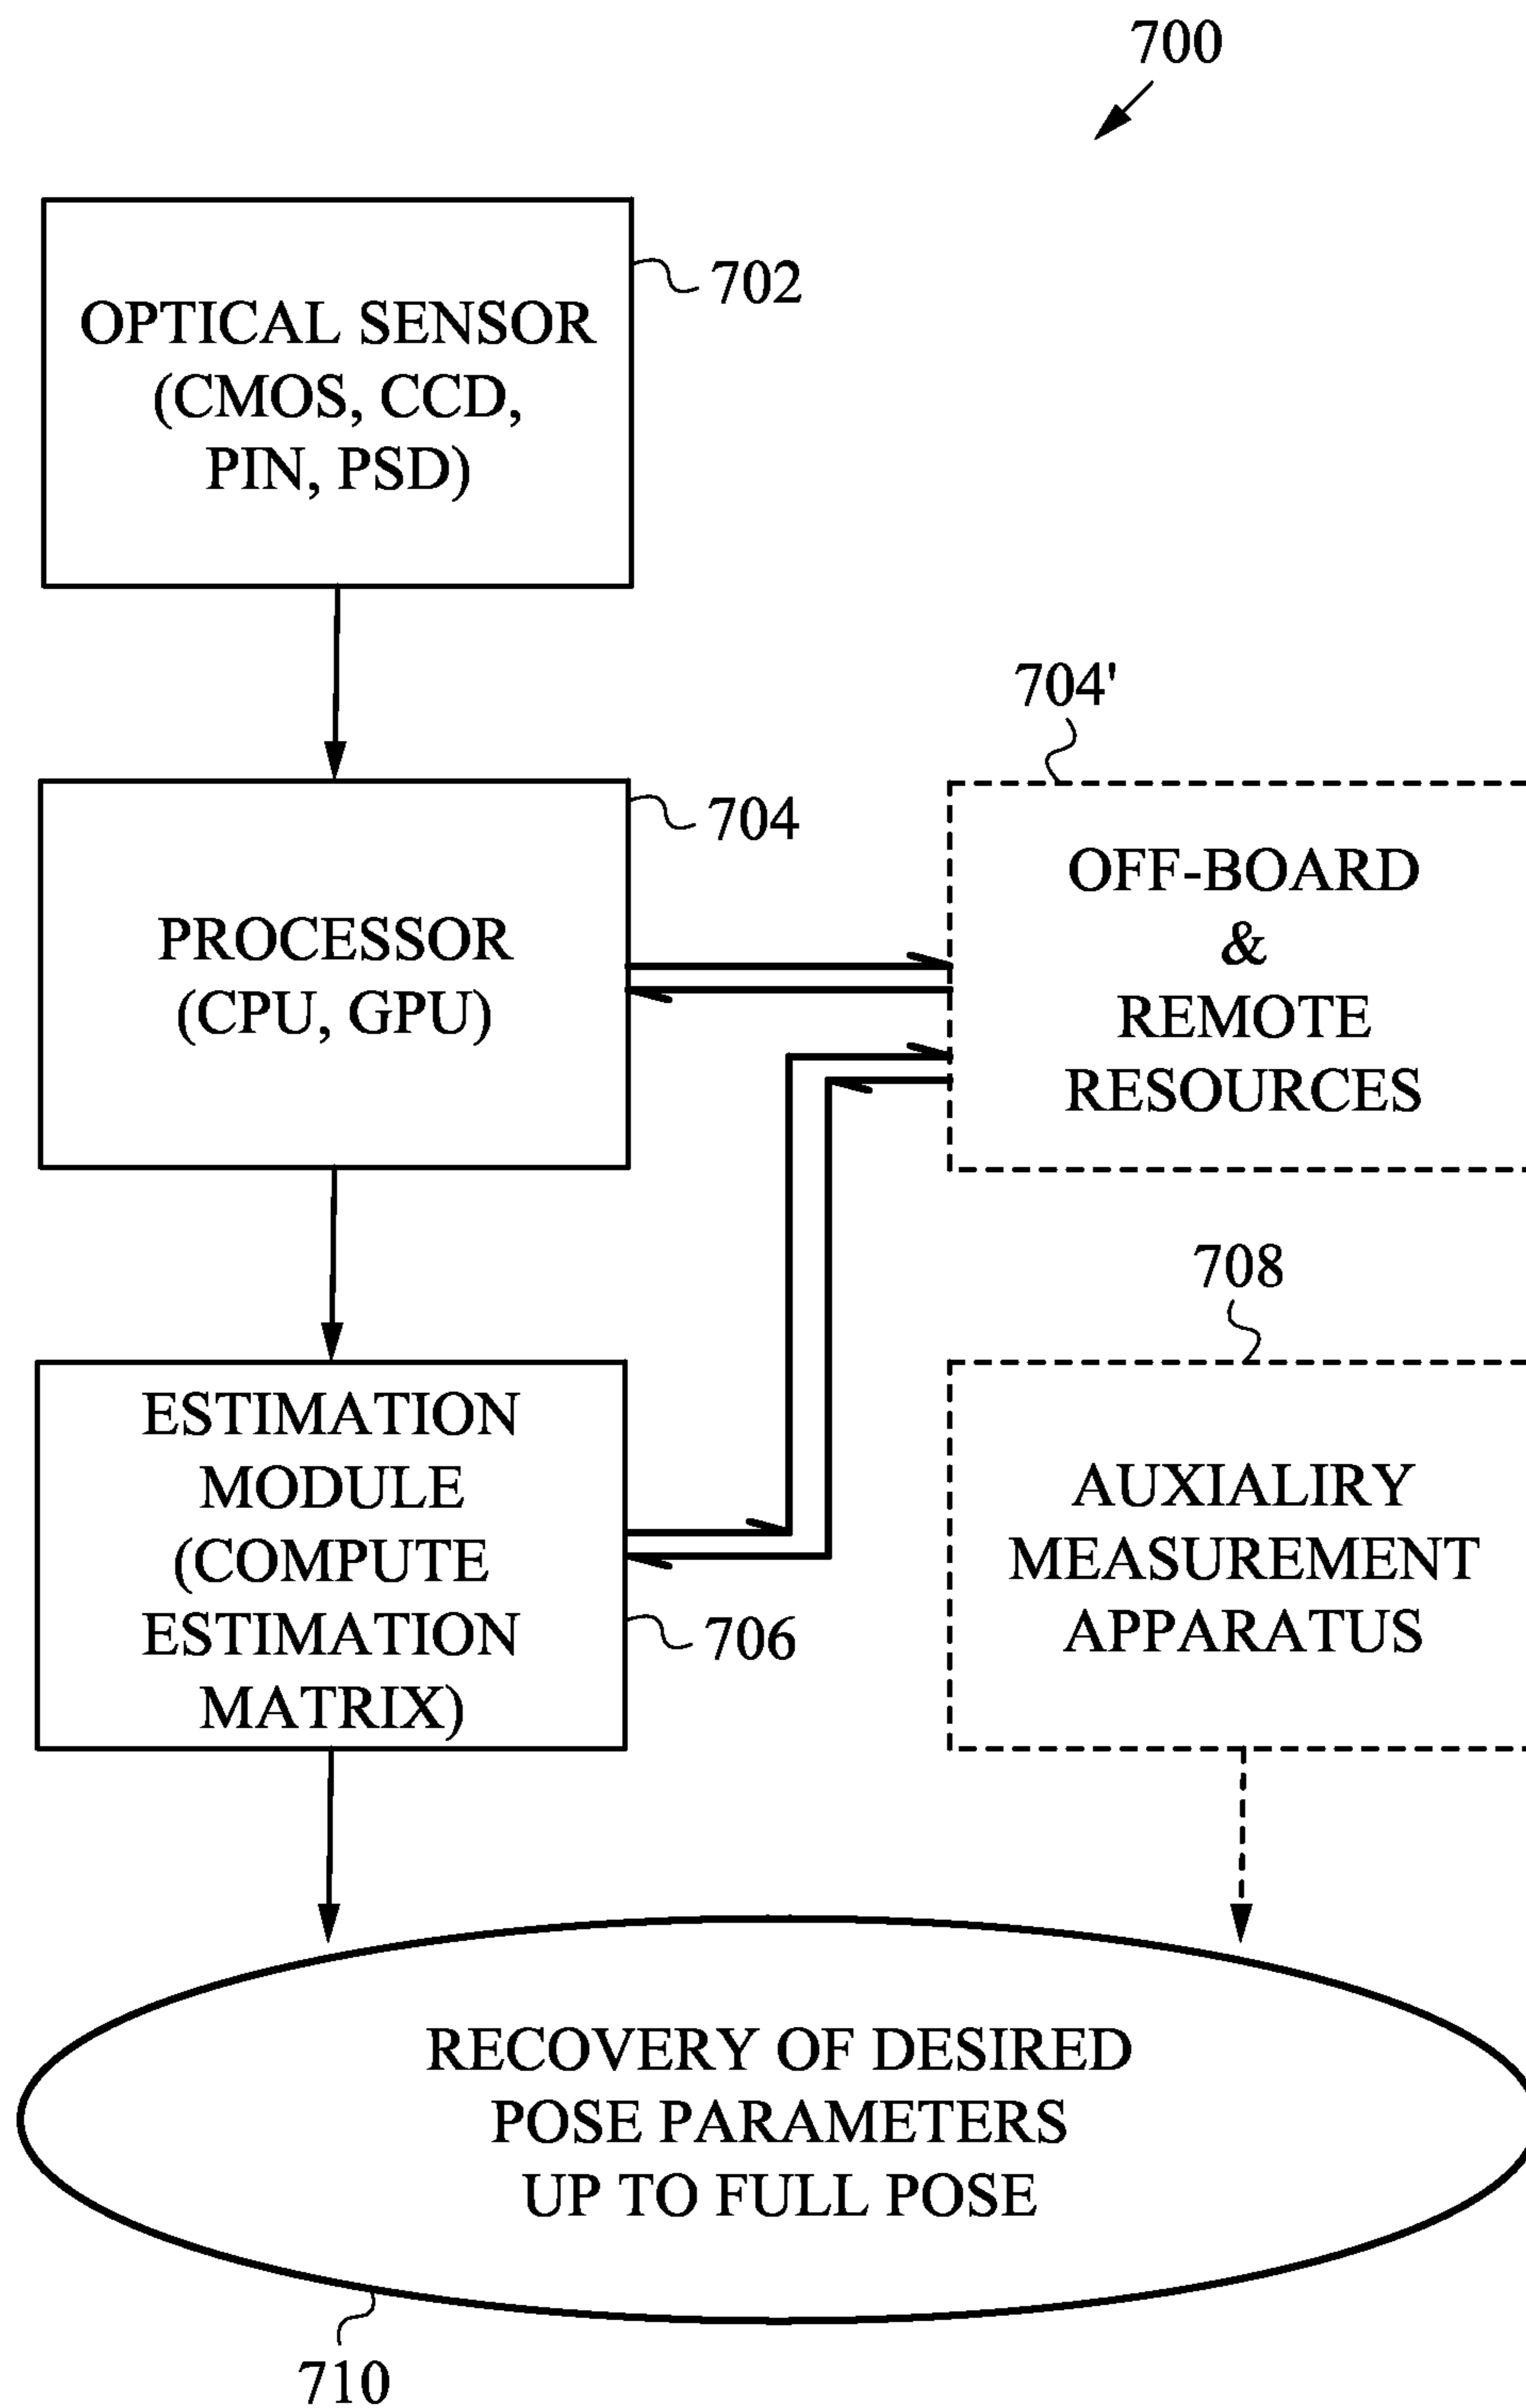 700
OPTICAL SENSOR
(CMOS, CCD,
PIN, PSD)
702
704'
PROCESSOR
(CPU, GPU)
704
OFF-BOARD
&
REMOTE
RESOURCES
708
ESTIMATION
MODULE
(COMPUTE
ESTIMATION
MATRIX)
706
AUXIALIRY
MEASUREMENT
APPARATUS
RECOVERY OF DESIRED
POSE PARAMETERS
UP TO FULL POSE
710